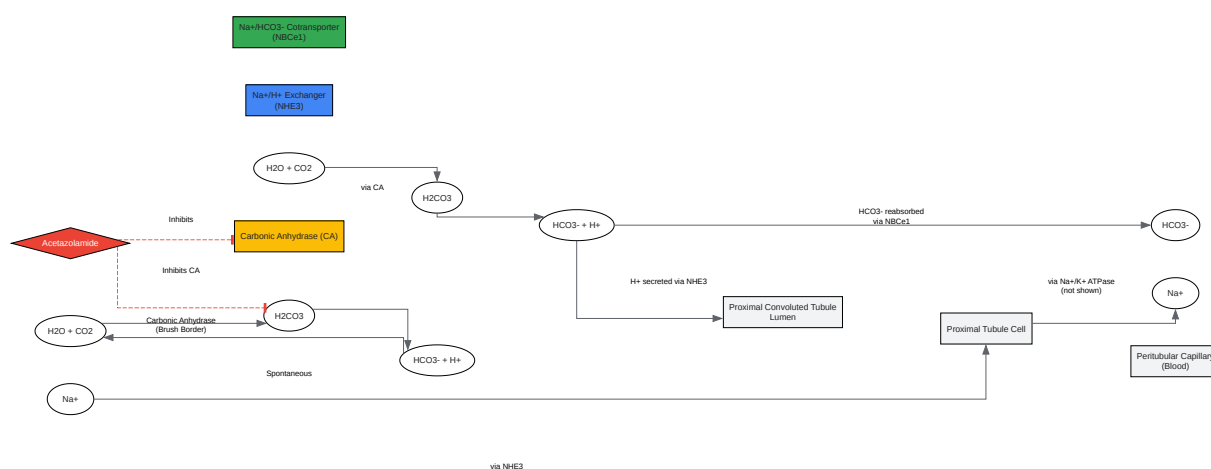 Na+/HCO3- Cotransporter
(NBCe1)
Na+/H+ Exchanger
(NHE3)
H2O + CO2
via CA
H2CO3
HCO3- + H+
HCO3- reabsorbed
via NBCe1
HCO3-
Inhibits
Acetazolamide
Carbonic Anhydrase (CA)
Inhibits CA
H+ secreted via NHE3
via Na+/K+ ATPase
(not shown)
Na+
H2CO3
Proximal Convoluted Tubule
Lumen
H2O + CO2
Carbonic Anhydrase
(Brush Border)
Proximal Tubule Cell
HCO3- + H+
Peritubular Capillary
(Blood)
Spontaneous
Na+
via NHE3